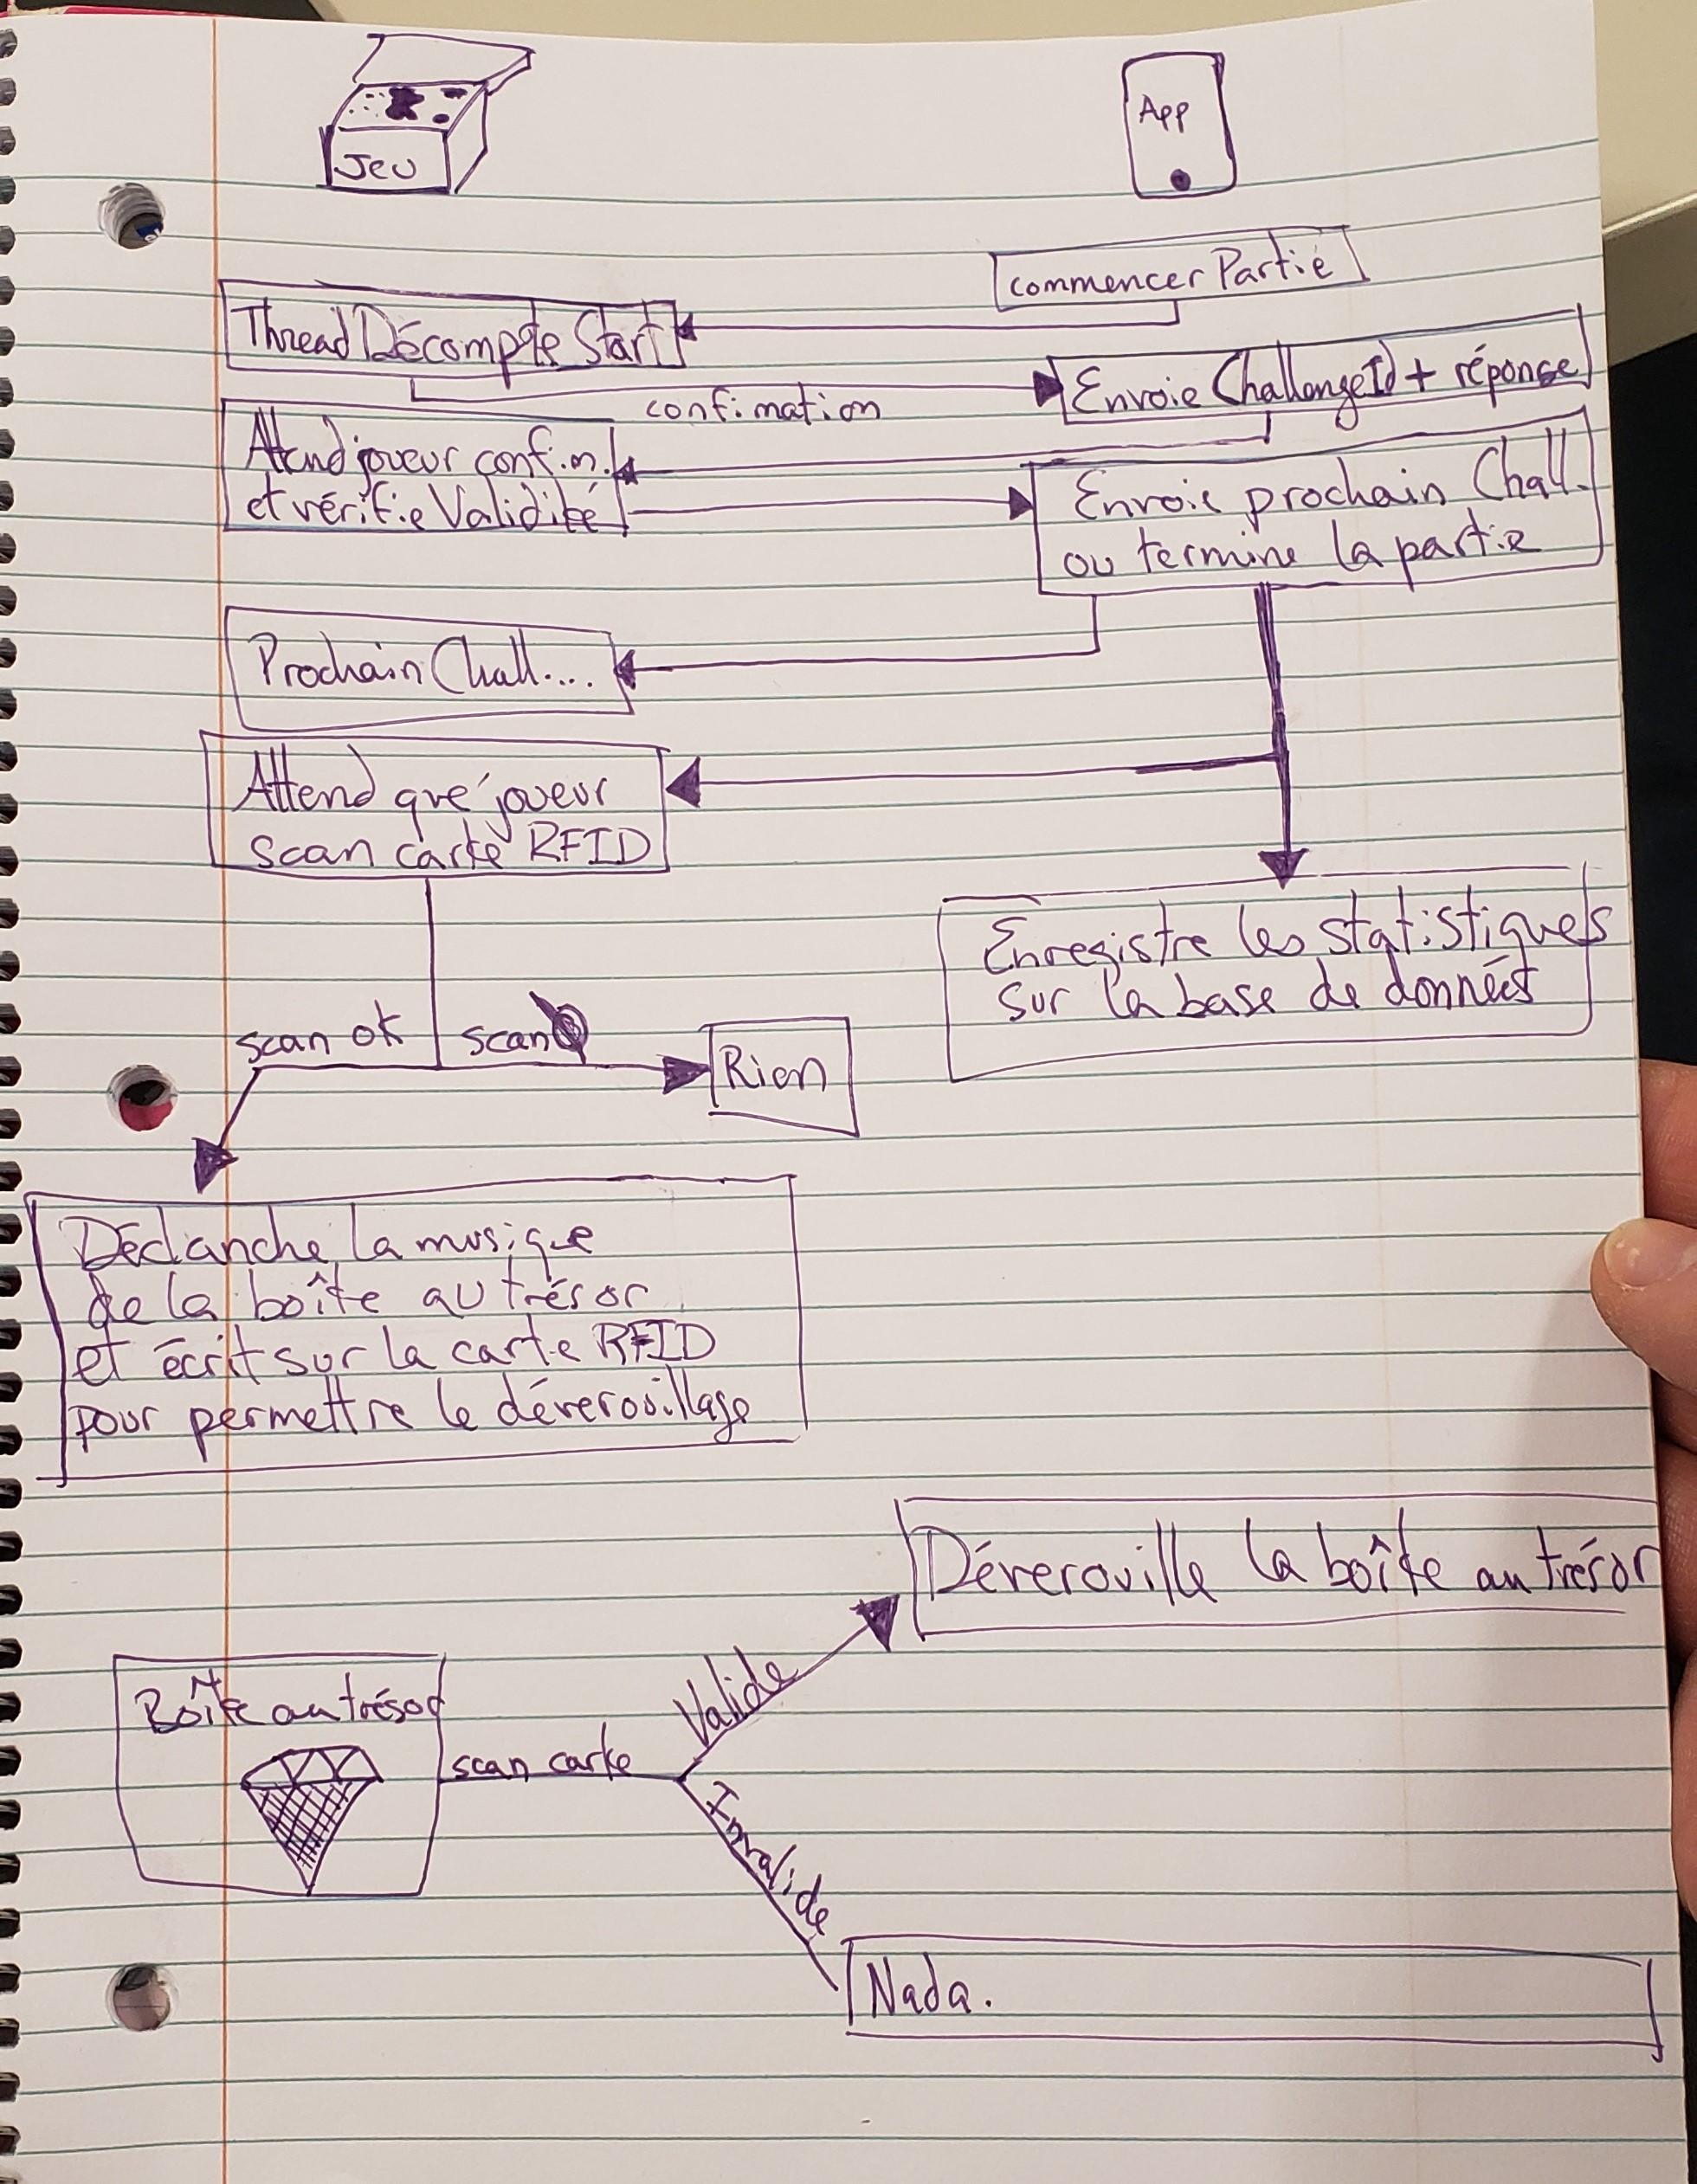 Jeu
App
commencer Partie
Thread Décompte Start
confimation
Envoie ChallengeId + réponse
Attend joueur confirm.
et vérifie Validité
Envoie prochain Chall.
ou termine la partie
Prochain Chall....
Attend que joueur
scan carte RFID
Enregistre les statistiques
sur la base de donnéés
scan ok
scan
Rien
Déclanche la musique
de la boîte au trésor
et écrit sur la carte RFID
pour permettre le déverouillage
Déverouille la boîte au trésor
Boîte au trésor
Valide
scan carte
Invalide
Nada.